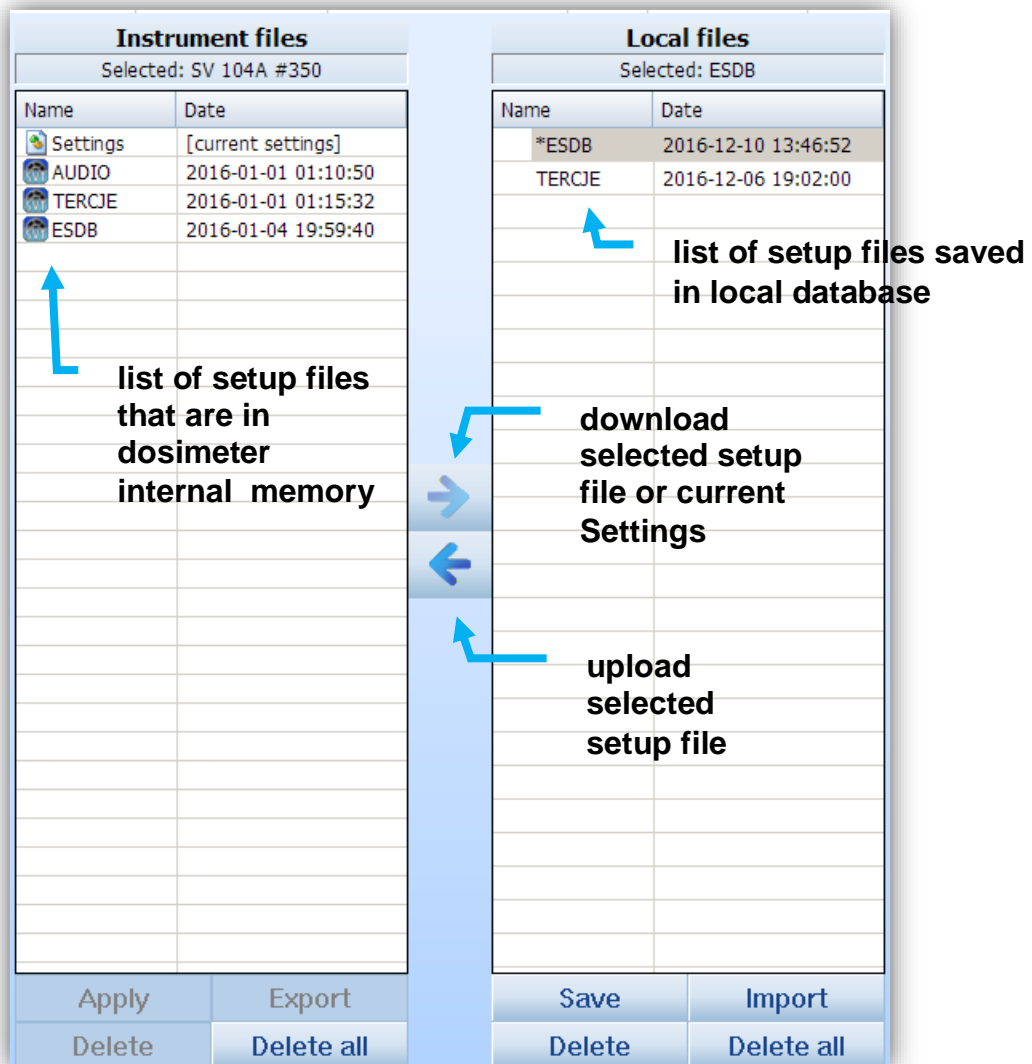 Instrument files
Selected: SV 104A #350
Name Date
Settings [current settings]
AUDIO 2016-01-01 01:10:50
TERCJE 2016-01-01 01:15:32
ESDB 2016-01-04 19:59:40
list of setup files
that are in
dosimeter
internal memory
Apply Export
Delete Delete all
Local files
Selected: ESDB
Name Date
*ESDB 2016-12-10 13:46:52
TERCJE 2016-12-06 19:02:00
list of setup files saved
in local database
download
selected setup
file or current
Settings
upload
selected
setup file
Save Import
Delete Delete all